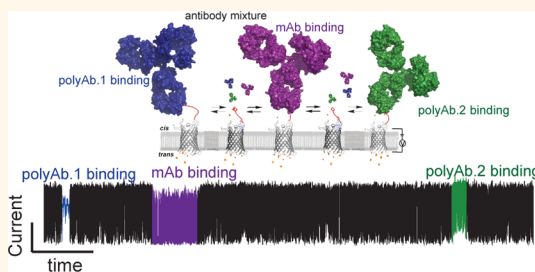 antibody mixture
mAb binding
polyAb.1 binding
polyAb.2 binding
cis
trans
polyAb.1 binding
mAb binding
polyAb.2 binding
Current
time